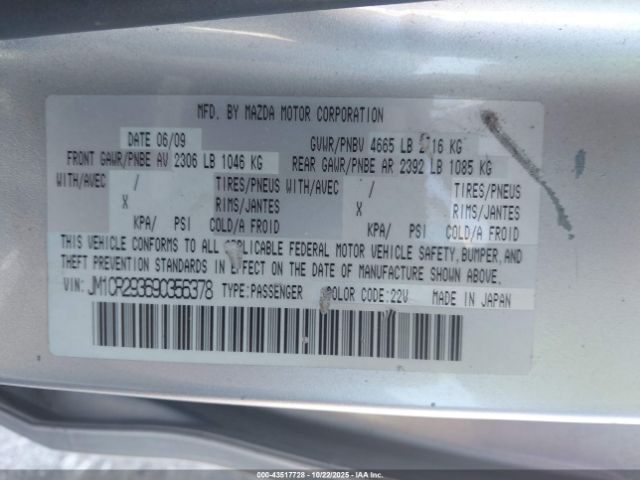 MFD. BY MAZDA MOTOR CORPORATION
DATE 06/09 GVWR/PNBV 4665 LB KG
FRONT GAWR/PNBE AV 2306 LB 1046 KG REAR GAWR/PNBE AR 2392 LB 1085 KG
WITH/AVEC / TIRES/PNEUS WITH/AVEC / TIRES/PNEUS
X RIMS/JANTES X RIMS/JANTES
KPA/ PSI COLD/A FROID KPA/ PSI COLD/A FROID
THIS VEHICLE CONFORMS TO ALL APPLICABLE FEDERAL MOTOR VEHICLE SAFETY, BUMPER, AND
THEFT PREVENTION STANDARDS IN EFFECT ON THE DATE OF MANUFACTURE SHOWN ABOVE.
VIN: JM1CR293690356378 TYPE:PASSENGER COLOR CODE:22V MADE IN JAPAN
000-43517728 - 10/22/2025 - IAAI.com